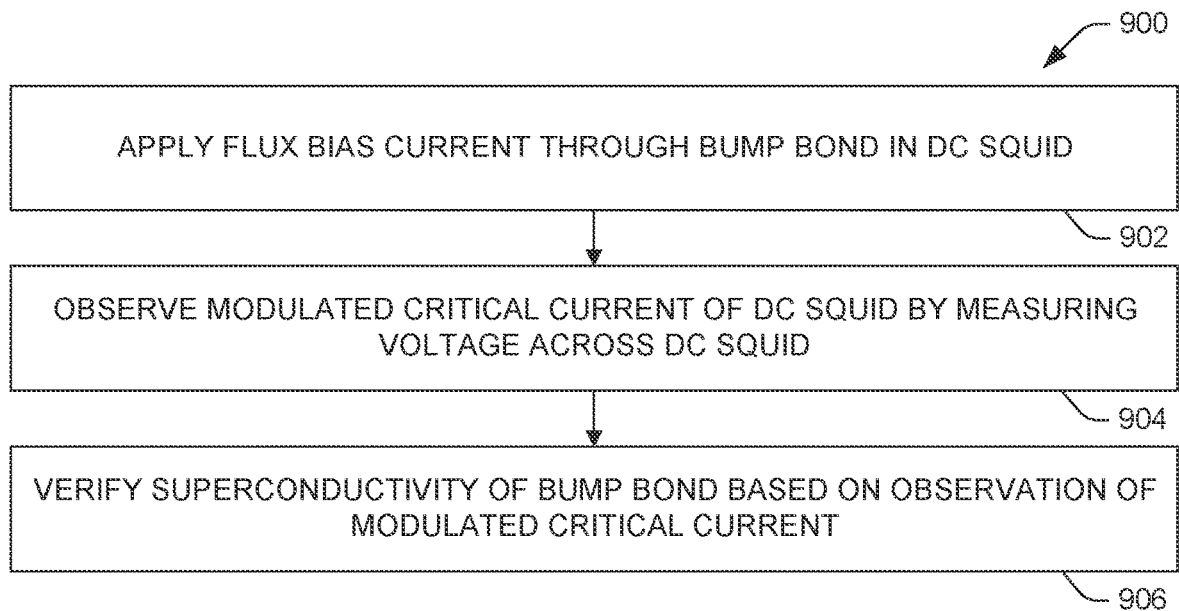 900
APPLY FLUX BIAS CURRENT THROUGH BUMP BOND IN DC SQUID
902
OBSERVE MODULATED CRITICAL CURRENT OF DC SQUID BY MEASURING
VOLTAGE ACROSS DC SQUID
904
VERIFY SUPERCONDUCTIVITY OF BUMP BOND BASED ON OBSERVATION OF
MODULATED CRITICAL CURRENT
906